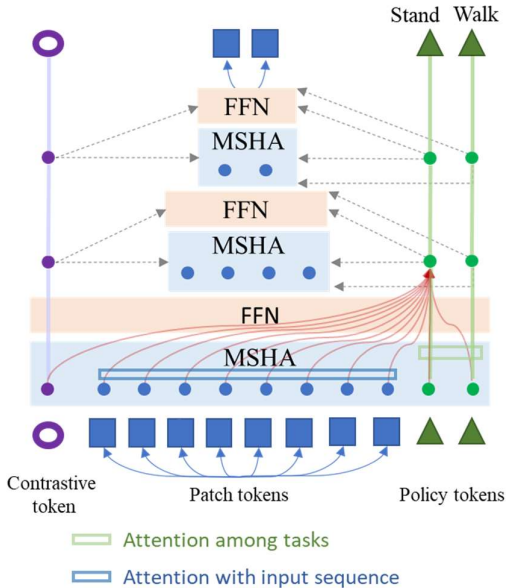 Stand Walk
FFN
MSHA
FFN
MSHA
FFN
MSHA
Contrastive
token
Patch tokens
Policy tokens
Attention among tasks
Attention with input sequence